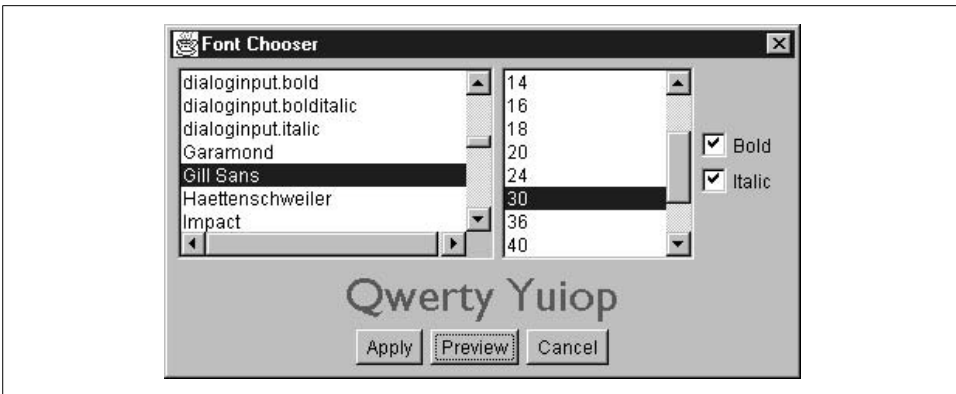 Font Chooser
dialoginput.bold
dialoginput.bolditalic
dialoginput.italic
Garamond
Gill Sans
Haettenschweiler
Impact
14
16
18
20
24
30
36
40
Bold
Italic
Qwerty Yuiop
Apply Preview Cancel